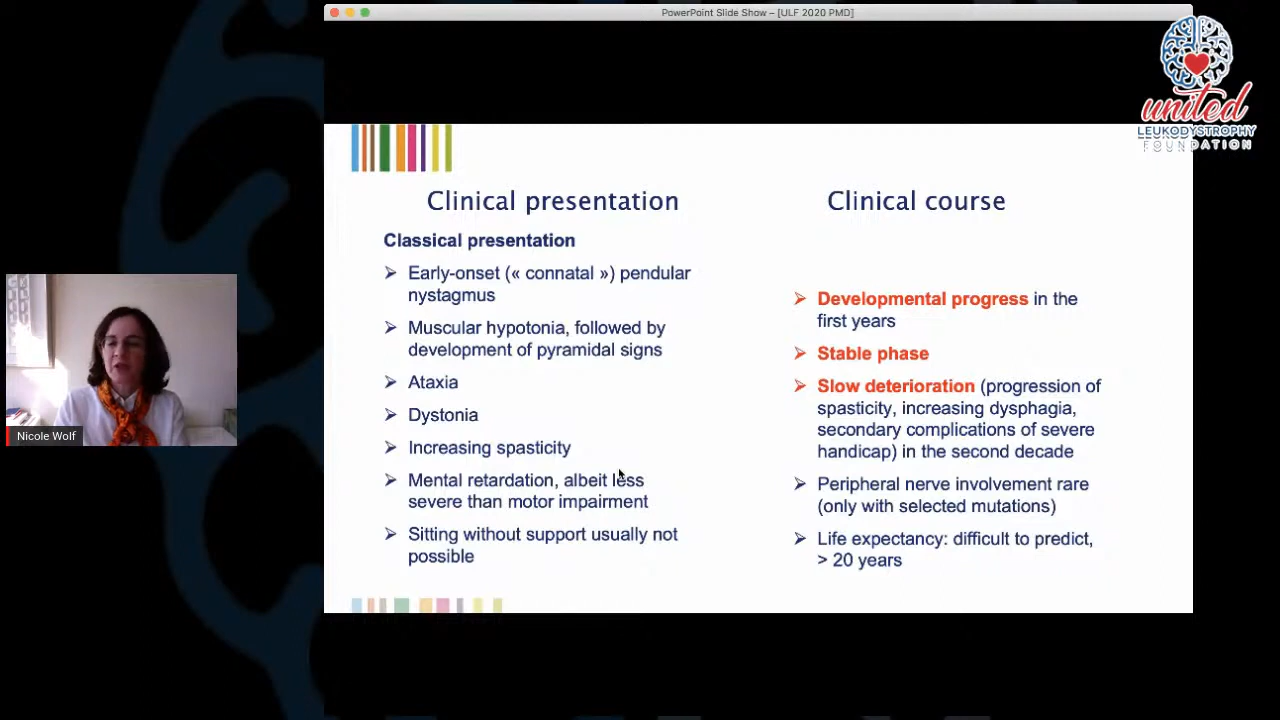 PowerPoint Slide Show – [ULF 2020 PMD]
united
LEUKODYSTROPHY
FOUNDATION
Clinical presentation
Classical presentation
➢ Early-onset (« connatal ») pendular
nystagmus
➢ Muscular hypotonia, followed by
development of pyramidal signs
➢ Ataxia
➢ Dystonia
➢ Increasing spasticity
➢ Mental retardation, albeit less
severe than motor impairment
➢ Sitting without support usually not
possible
Clinical course
➢ Developmental progress in the
first years
➢ Stable phase
➢ Slow deterioration (progression of
spasticity, increasing dysphagia,
secondary complications of severe
handicap) in the second decade
➢ Peripheral nerve involvement rare
(only with selected mutations)
➢ Life expectancy: difficult to predict,
> 20 years
Nicole Wolf